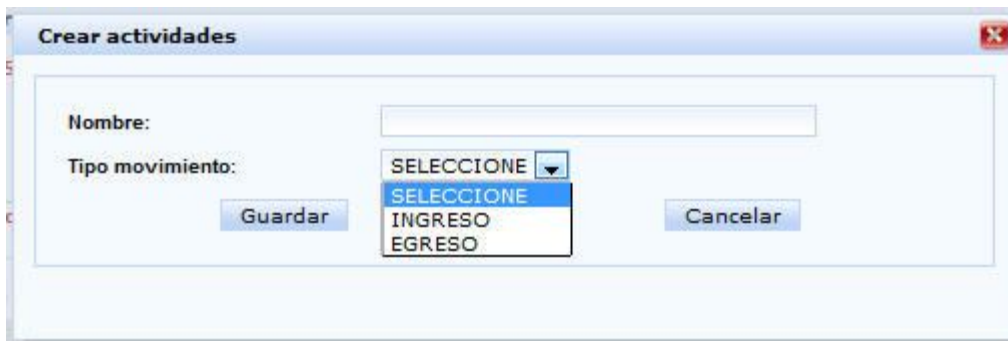 Crear actividades
Nombre:
Tipo movimiento: SELECCIONE
SELECCIONE
INGRESO
EGRESO
Guardar Cancelar